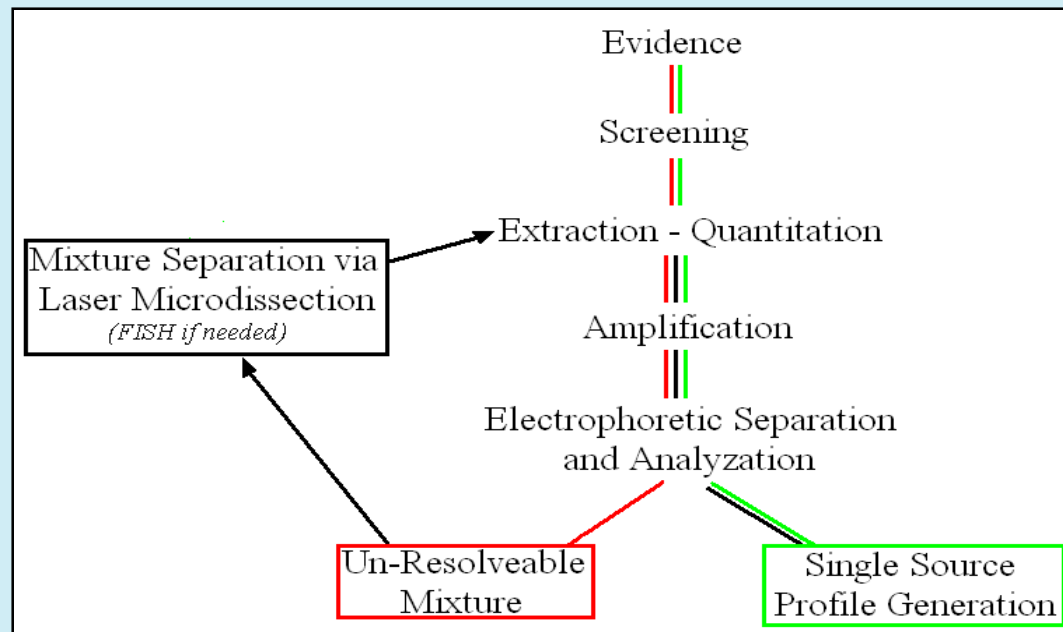 Evidence
Screening
Extraction - Quantitation
Mixture Separation via
Laser Microdissection
(FISH if needed)
Amplification
Electrophoretic Separation
and Analyzation
Un-Resolveable
Mixture
Single Source
Profile Generation